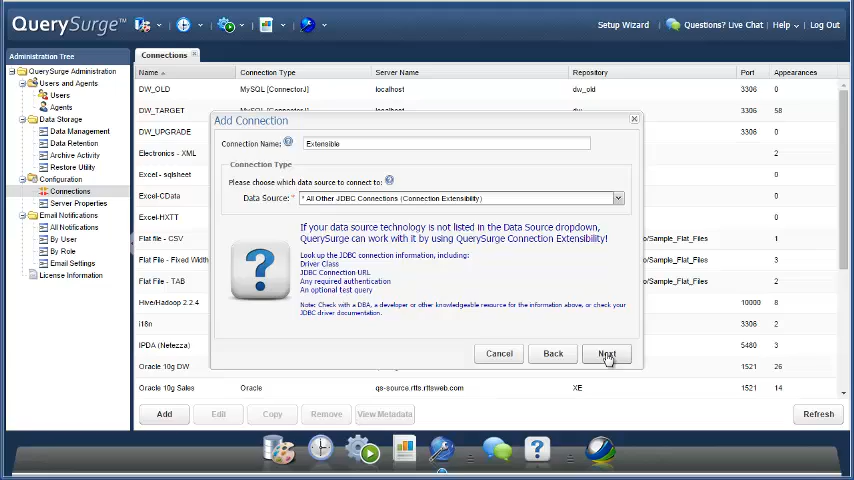 QuerySurge™
Setup Wizard
Questions? Live Chat
Help
Log Out
Administration Tree
QuerySurge Administration
Users and Agents
Users
Agents
Data Storage
Data Management
Data Retention
Archive Activity
Restore Utility
Configuration
Connections
Server Properties
Email Notifications
All Notifications
By User
By Role
Email Settings
License Information
Connections
Name Connection Type Server Name Repository Port Appearances
DW_OLD MySQL [ConnectorJ] localhost dw_old 3306 0
DW_TARGET MySQL [ConnectorJ] localhost dw 3306 58
DW_UPGRADE 3306 0
Electronics - XML 2
Excel - sqlsheet 0
Excel-CData 0
Excel-HXTT 0
Flat file - CSV o/Sample_Flat_Files 1
Flat file - Fixed Width o/Sample_Flat_Files 3
Flat file - TAB o/Sample_Flat_Files 2
Hive/Hadoop 2.2.4 10000 8
i18n 3306 2
IPDA (Netezza) 5480 3
Oracle 10g DW 1521 26
Oracle 10g Sales Oracle qs-source.rttsweb.com XE 1521 14
Add Connection
Connection Name: Extensible
Connection Type
Please choose which data source to connect to:
Data Source: * * All Other JDBC Connections (Connection Extensibility)
If your data source technology is not listed in the Data Source dropdown,
QuerySurge can work with it by using QuerySurge Connection Extensibility!
Look up the JDBC connection information, including:
Driver Class
JDBC Connection URL
Any required authentication
An optional test query
Note: Check with a DBA, a developer or other knowledgeable resource for the information above, or check your
JDBC driver documentation.
Cancel Back Next
Add Edit Copy Remove View Metadata Refresh